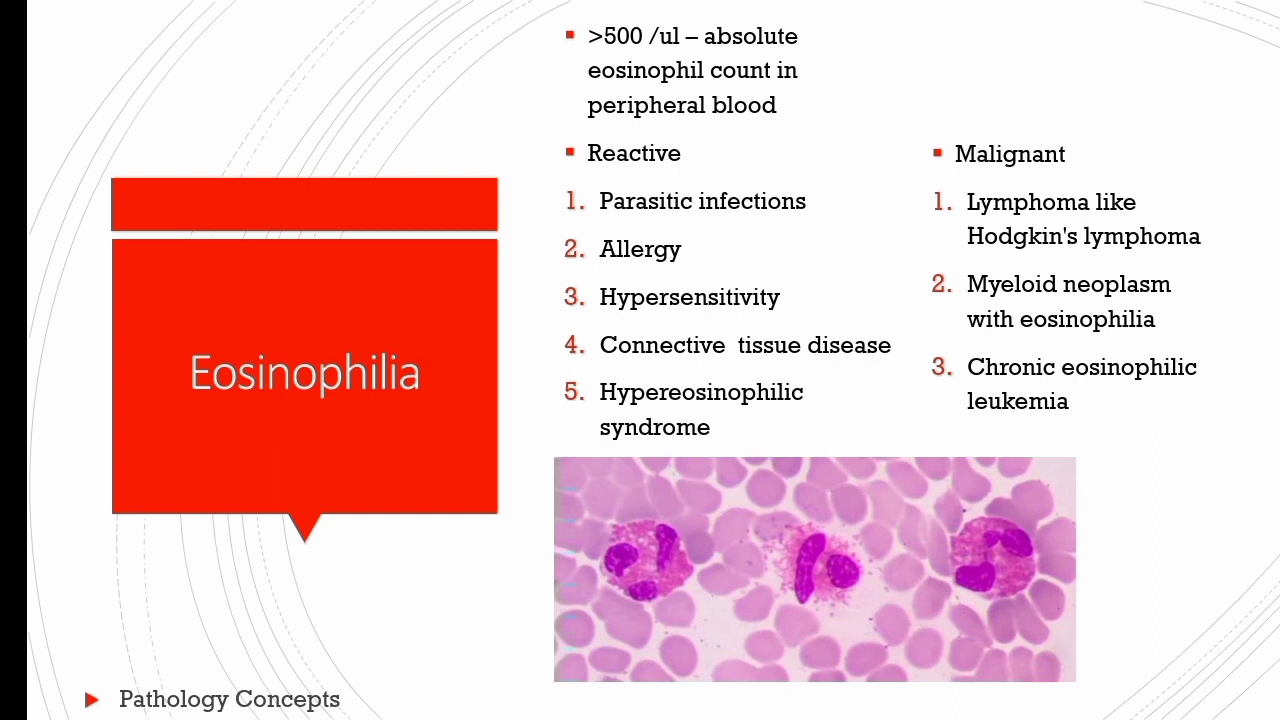 Eosinophilia
>500 /ul – absolute
eosinophil count in
peripheral blood
Reactive
1. Parasitic infections
2. Allergy
3. Hypersensitivity
4. Connective  tissue disease
5. Hypereosinophilic
syndrome
Malignant
1. Lymphoma like
Hodgkin's lymphoma
2. Myeloid neoplasm
with eosinophilia
3. Chronic eosinophilic
leukemia
Pathology Concepts